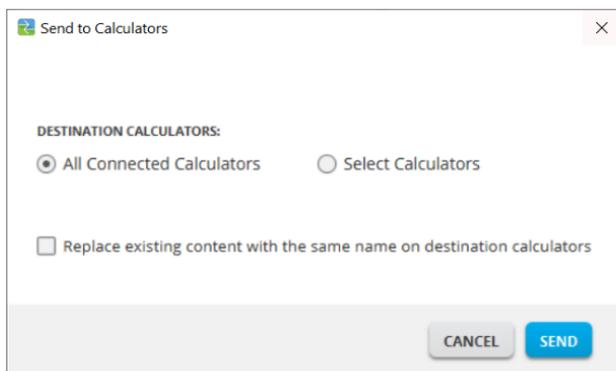 Send to Calculators
DESTINATION CALCULATORS:
All Connected Calculators
Select Calculators
Replace existing content with the same name on destination calculators
CANCEL
SEND